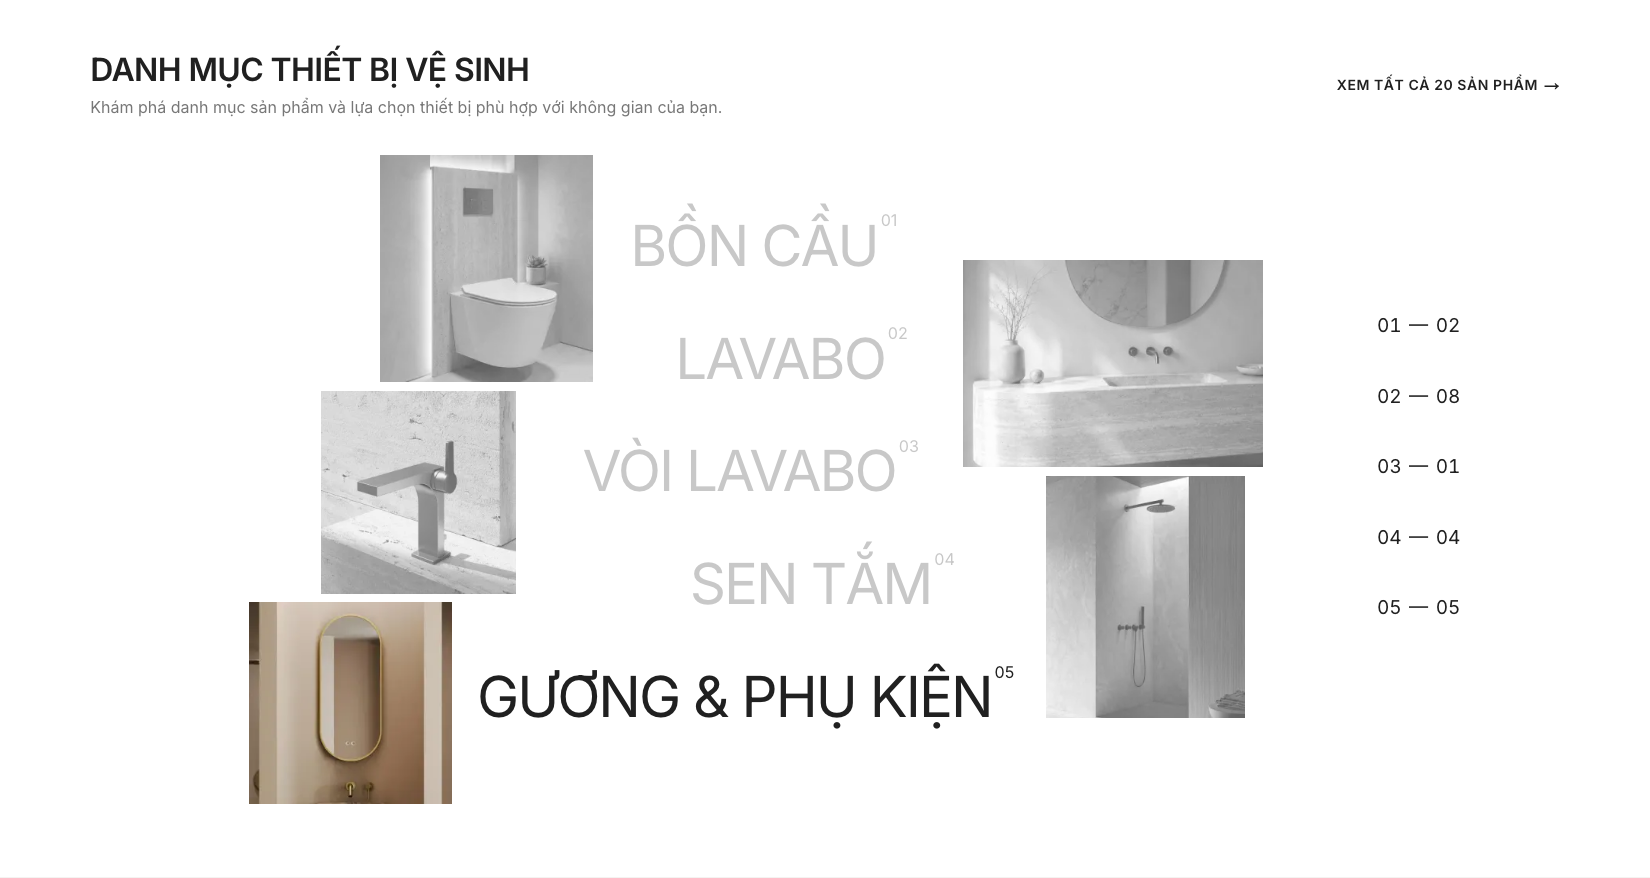 DANH MỤC THIẾT BỊ VỆ SINH
Khám phá danh mục sản phẩm và lựa chọn thiết bị phù hợp với không gian của bạn.
XEM TẤT CẢ 20 SẢN PHẨM →
BỒN CẦU 01
LAVABO 02
VÒI LAVABO 03
SEN TẮM 04
GƯƠNG & PHỤ KIỆN 05
01 — 02
02 — 08
03 — 01
04 — 04
05 — 05